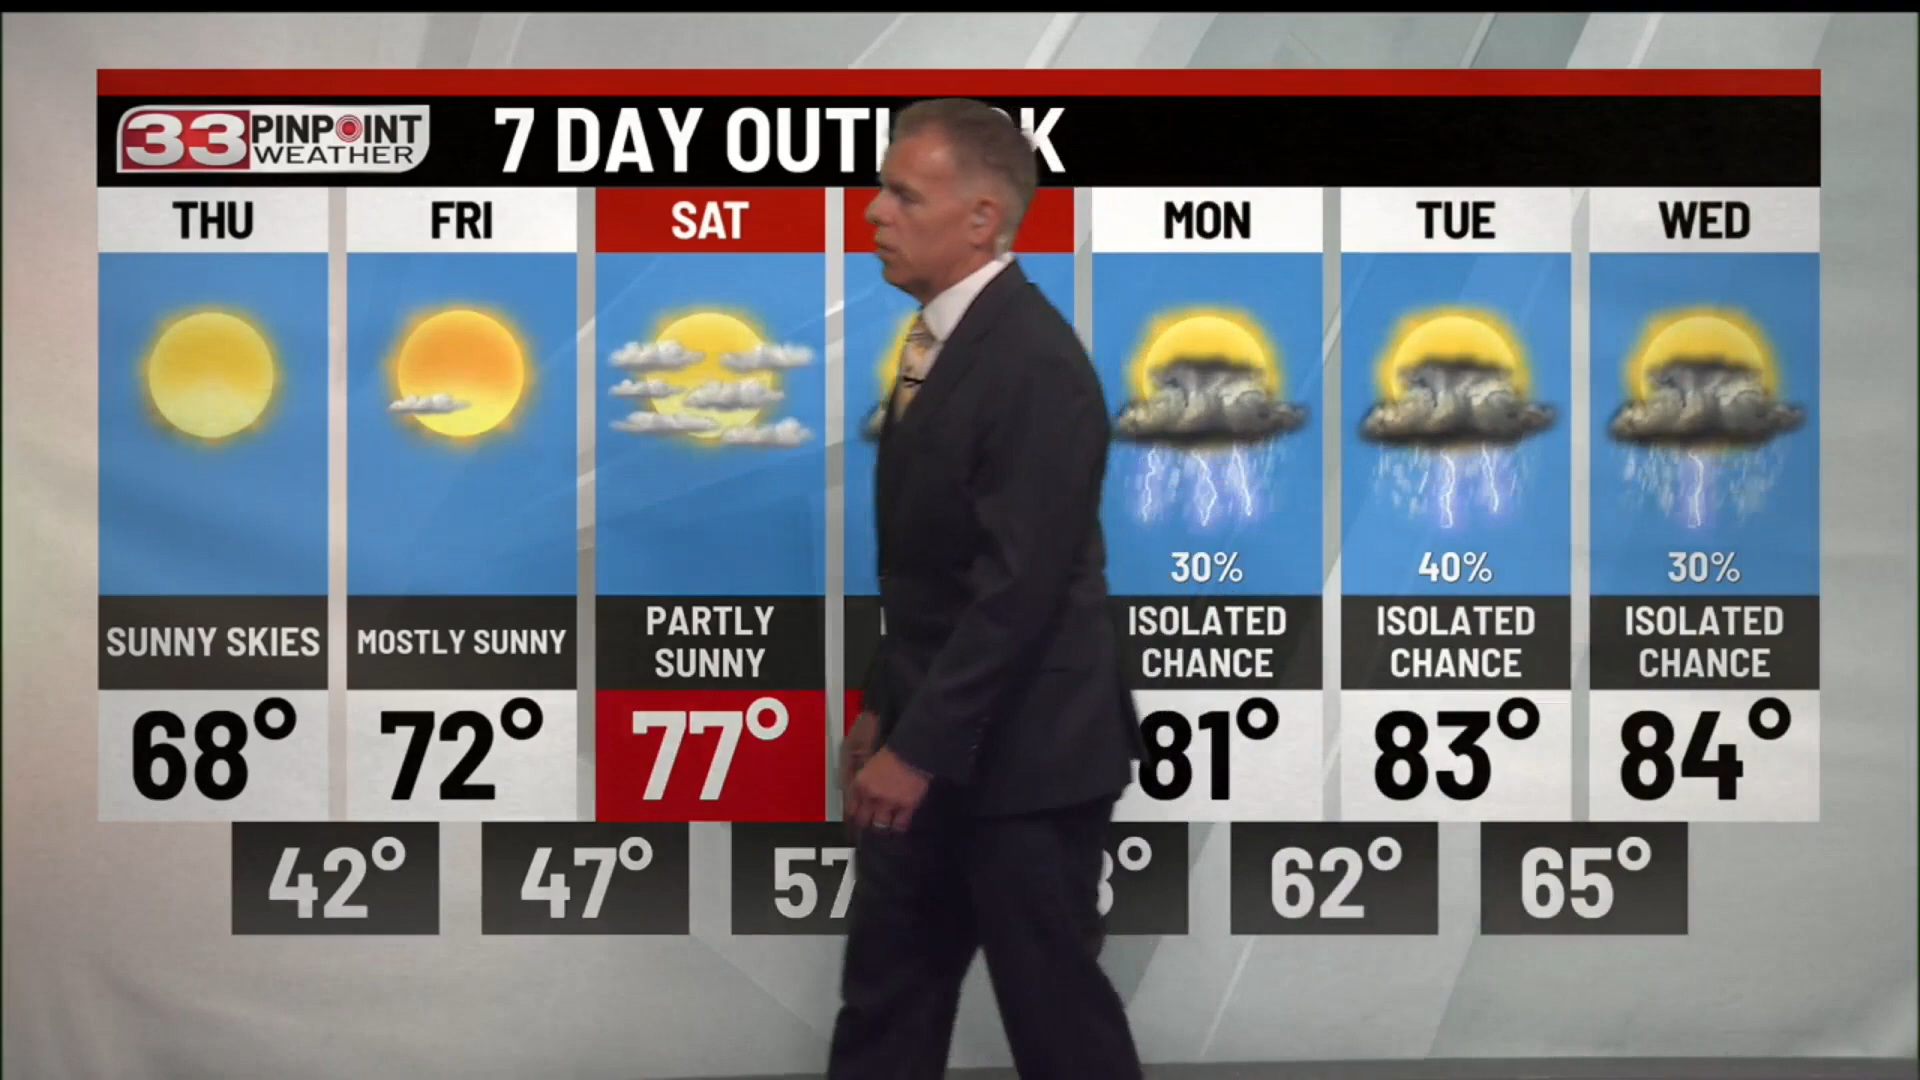 33 PINPOINT
WEATHER
7 DAY
THU
FRI
SAT
MON
TUE
WED
30%
40%
30%
SUNNY SKIES
MOSTLY SUNNY
PARTLY
SUNNY
ISOLATED
CHANCE
ISOLATED
CHANCE
ISOLATED
CHANCE
68°
72°
77°
81°
83°
84°
42°
47°
57
62°
65°